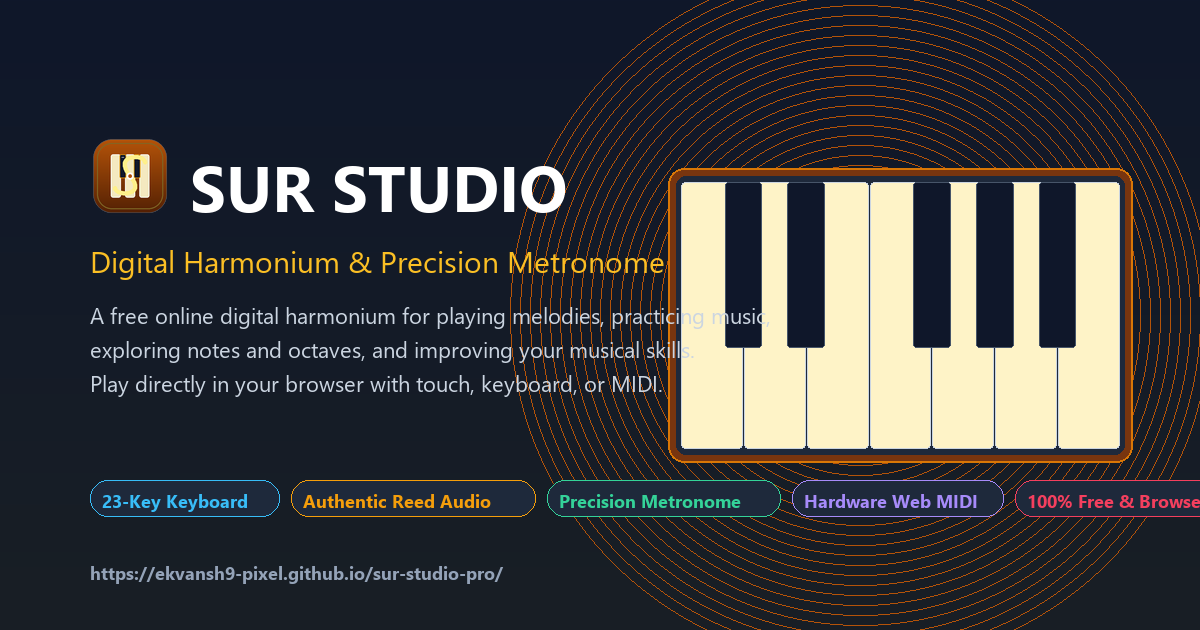 SUR STUDIO
Digital Harmonium & Precision Metronome
A free online digital harmonium for playing melodies, practicing music,
exploring notes and octaves, and improving your musical skills.
Play directly in your browser with touch, keyboard, or MIDI.
23-Key Keyboard
Authentic Reed Audio
Precision Metronome
Hardware Web MIDI
100% Free & Browse
https://ekvansh9-pixel.github.io/sur-studio-pro/